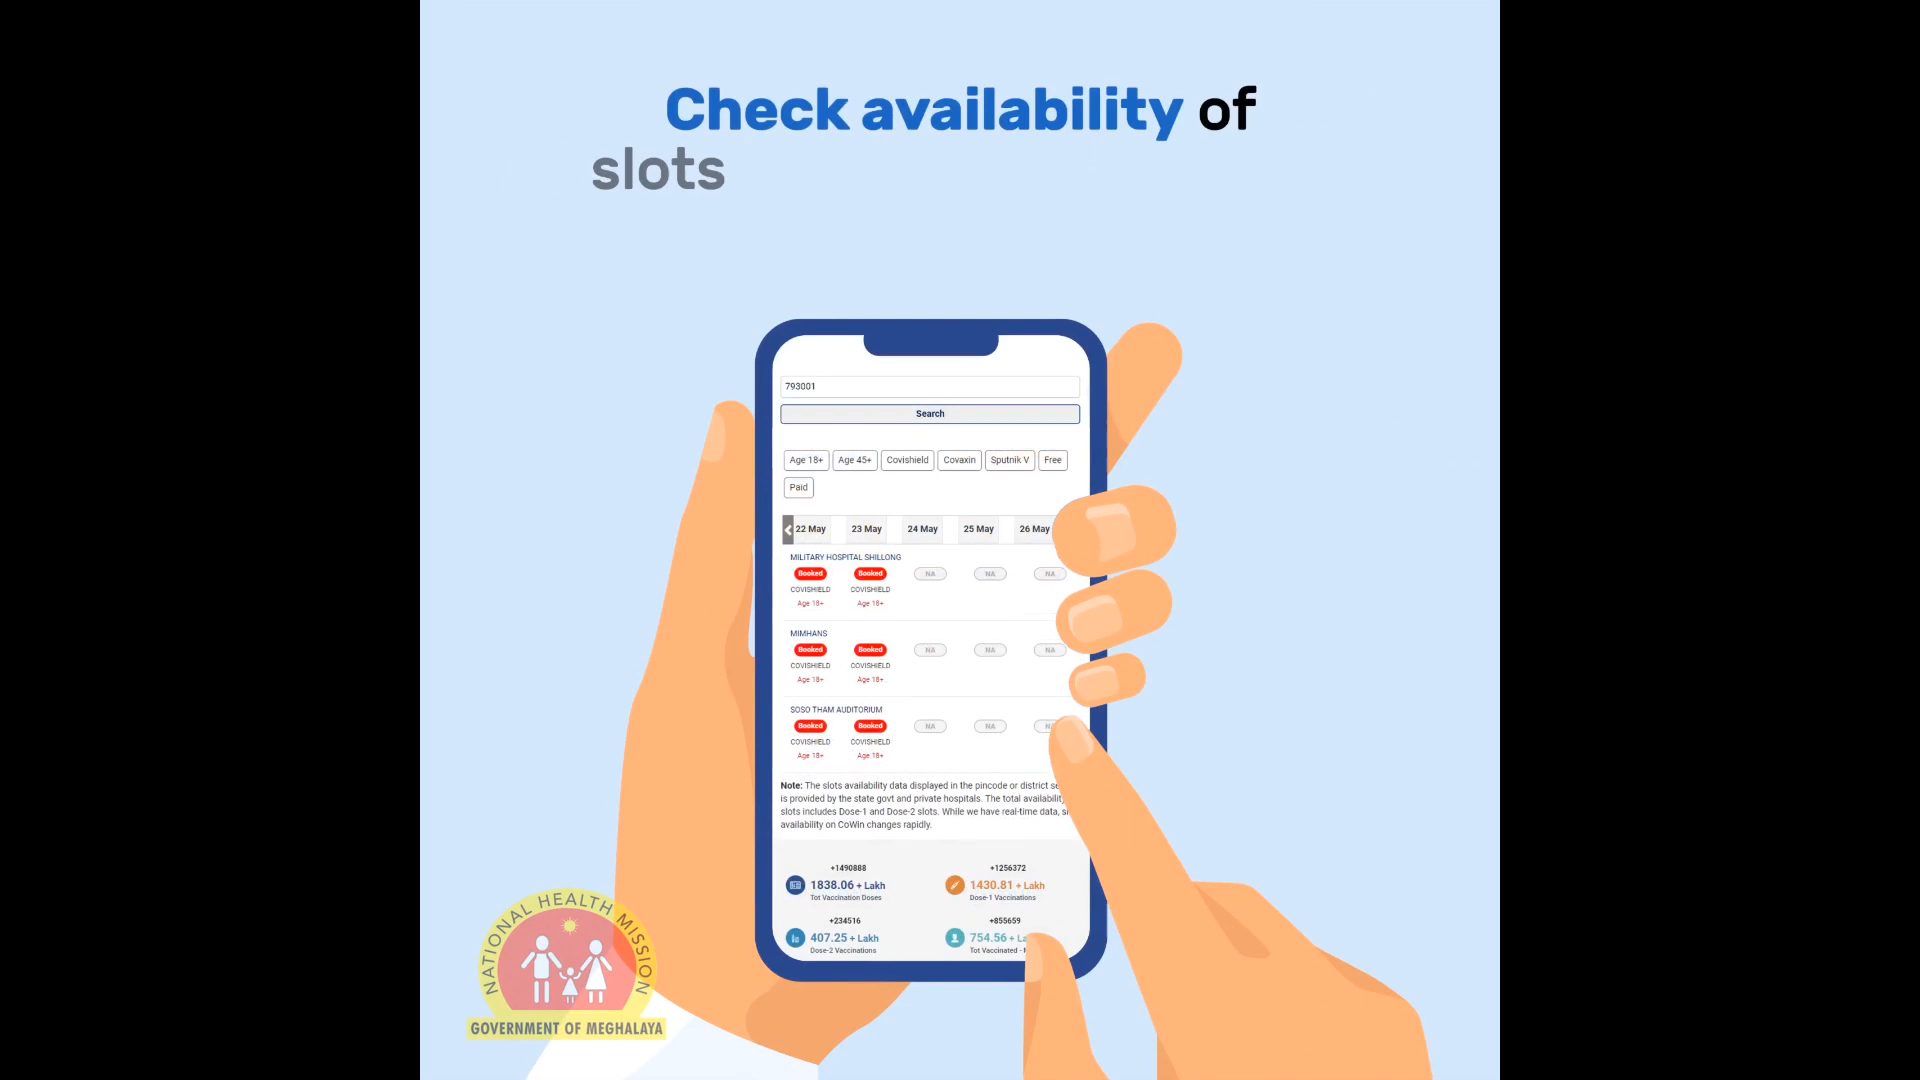 Check availability of
slots
793001
Search
Age 18+ Age 45+ Covishield Covaxin Sputnik V Free
Paid
22 May 23 May 24 May 25 May 26 May
MILITARY HOSPITAL SHILLONG
Booked Booked NA NA NA
COVISHIELD COVISHIELD
Age 18+ Age 18+
MIMHANS
Booked Booked NA NA NA
COVISHIELD COVISHIELD
Age 18+ Age 18+
SOSO THAM AUDITORIUM
Booked Booked NA NA
COVISHIELD COVISHIELD
Age 18+ Age 18+
Note: The slots availability data displayed in the pincode or district
is provided by the state govt and private hospitals. The total availability
slots includes Dose-1 and Dose-2 slots. While we have real-time data,
availability on CoWin changes rapidly.
+1490888 +1256372
1838.06 + Lakh 1430.81 + Lakh
Tot Vaccination Doses Dose-1 Vaccinations
+234516 +855659
407.25 + Lakh 754.56 +
Dose-2 Vaccinations Tot Vaccinated -
NATIONAL HEALTH MISSION
GOVERNMENT OF MEGHALAYA